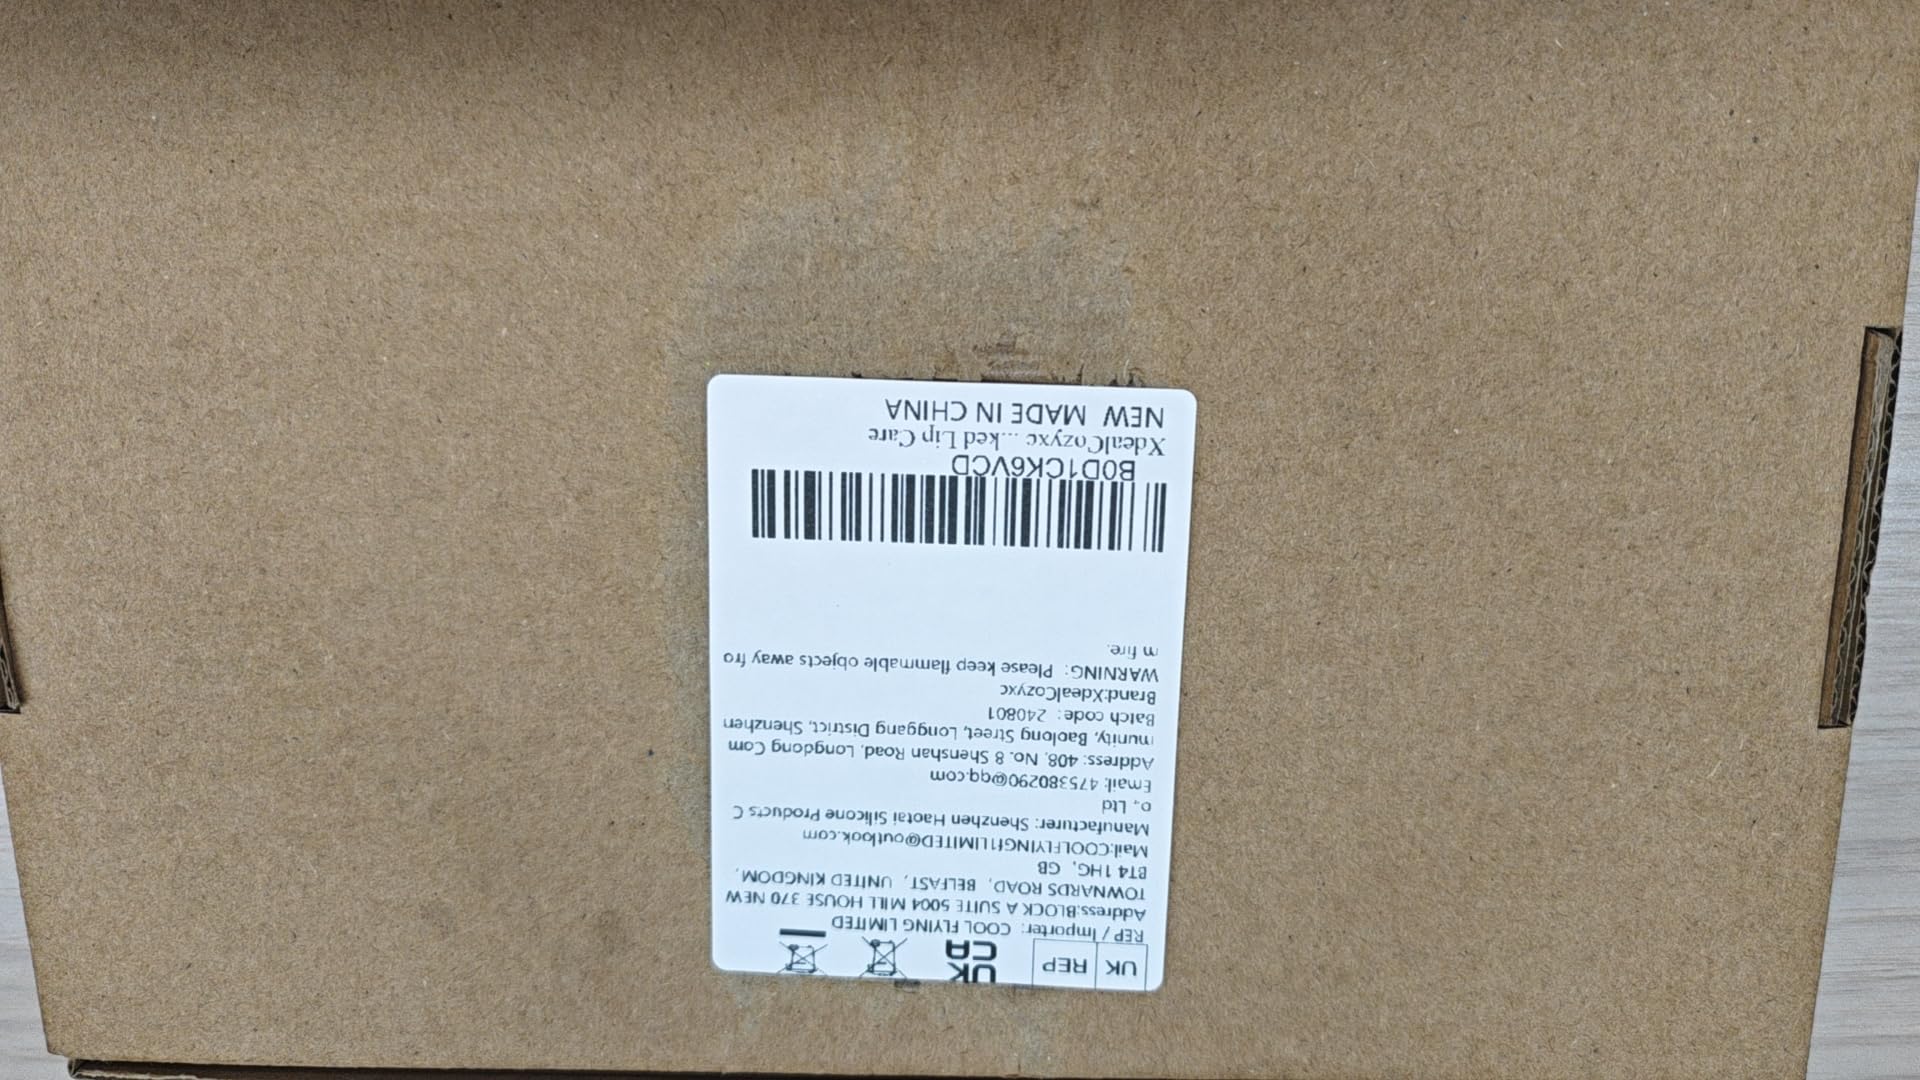 UK REP
UK
CA
REP / Importer: COOL FLYING LIMITED
Address:BLOCK A SUITE 5004 MILL HOUSE 370 NEW
TOWNARDS ROAD, BELFAST, UNITED KINGDOM,
BT4 1HG, GB
Mail:COOLFLYINGf1LIMITED@outlook.com
Manufacturer: Shenzhen Haotai Silicone Products C
o., Ltd
Email: 475380290@qq.com
Address: 408, No. 8 Shenshan Road, Longdong Com
munity, Baolong Street, Longgang District, Shenzhen
Batch code: 240801
Brand:XdealCozyxc
WARNING: Please keep flammable objects away fro
m fire.
B0D1CK6VCD
XdealCozyxc ...ked Lip Care
NEW MADE IN CHINA